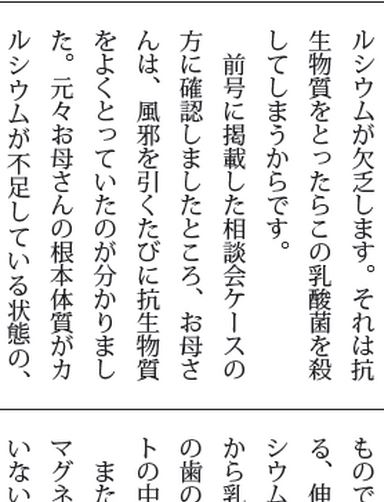 ルシウムが欠乏します。それは抗
生物質をとったらこの乳酸菌を殺
してしまうからです。
前号に掲載した相談会ケースの
方に確認しましたところ、お母さ
んは、風邪を引くたびに抗生物質
をよくとっていたのが分かりまし
た。元々お母さんの根本体質がカ
ルシウムが不足している状態の、
もので
る、伸
シウム
から乳
の歯の
トの中
また
マグネ
いない